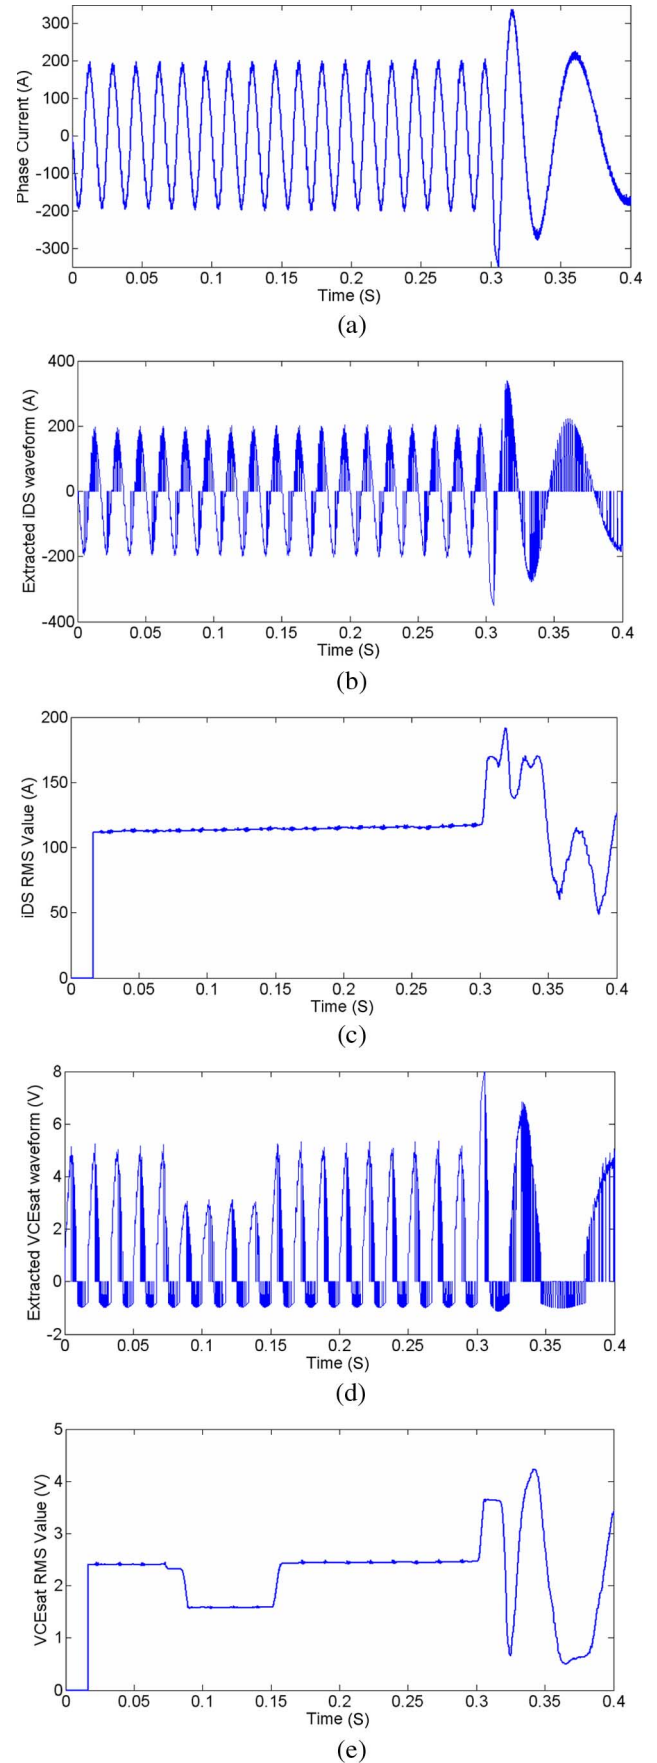 300
200
100
0
-100
-200
-300
Phase Current (A)
0 0.05 0.1 0.15 0.2 0.25 0.3 0.35 0.4
Time (S)
(a)
400
200
0
-200
-400
Extracted iDS waveform (A)
0 0.05 0.1 0.15 0.2 0.25 0.3 0.35 0.4
Time (S)
(b)
200
150
100
50
0
iDS RMS Value (A)
0 0.05 0.1 0.15 0.2 0.25 0.3 0.35 0.4
Time (S)
(c)
8
6
4
2
0
-2
Extracted VCEsat waveform (V)
0 0.05 0.1 0.15 0.2 0.25 0.3 0.35 0.4
Time (S)
(d)
5
4
3
2
1
0
VCEsat RMS Value (V)
0 0.05 0.1 0.15 0.2 0.25 0.3 0.35 0.4
Time (S)
(e)